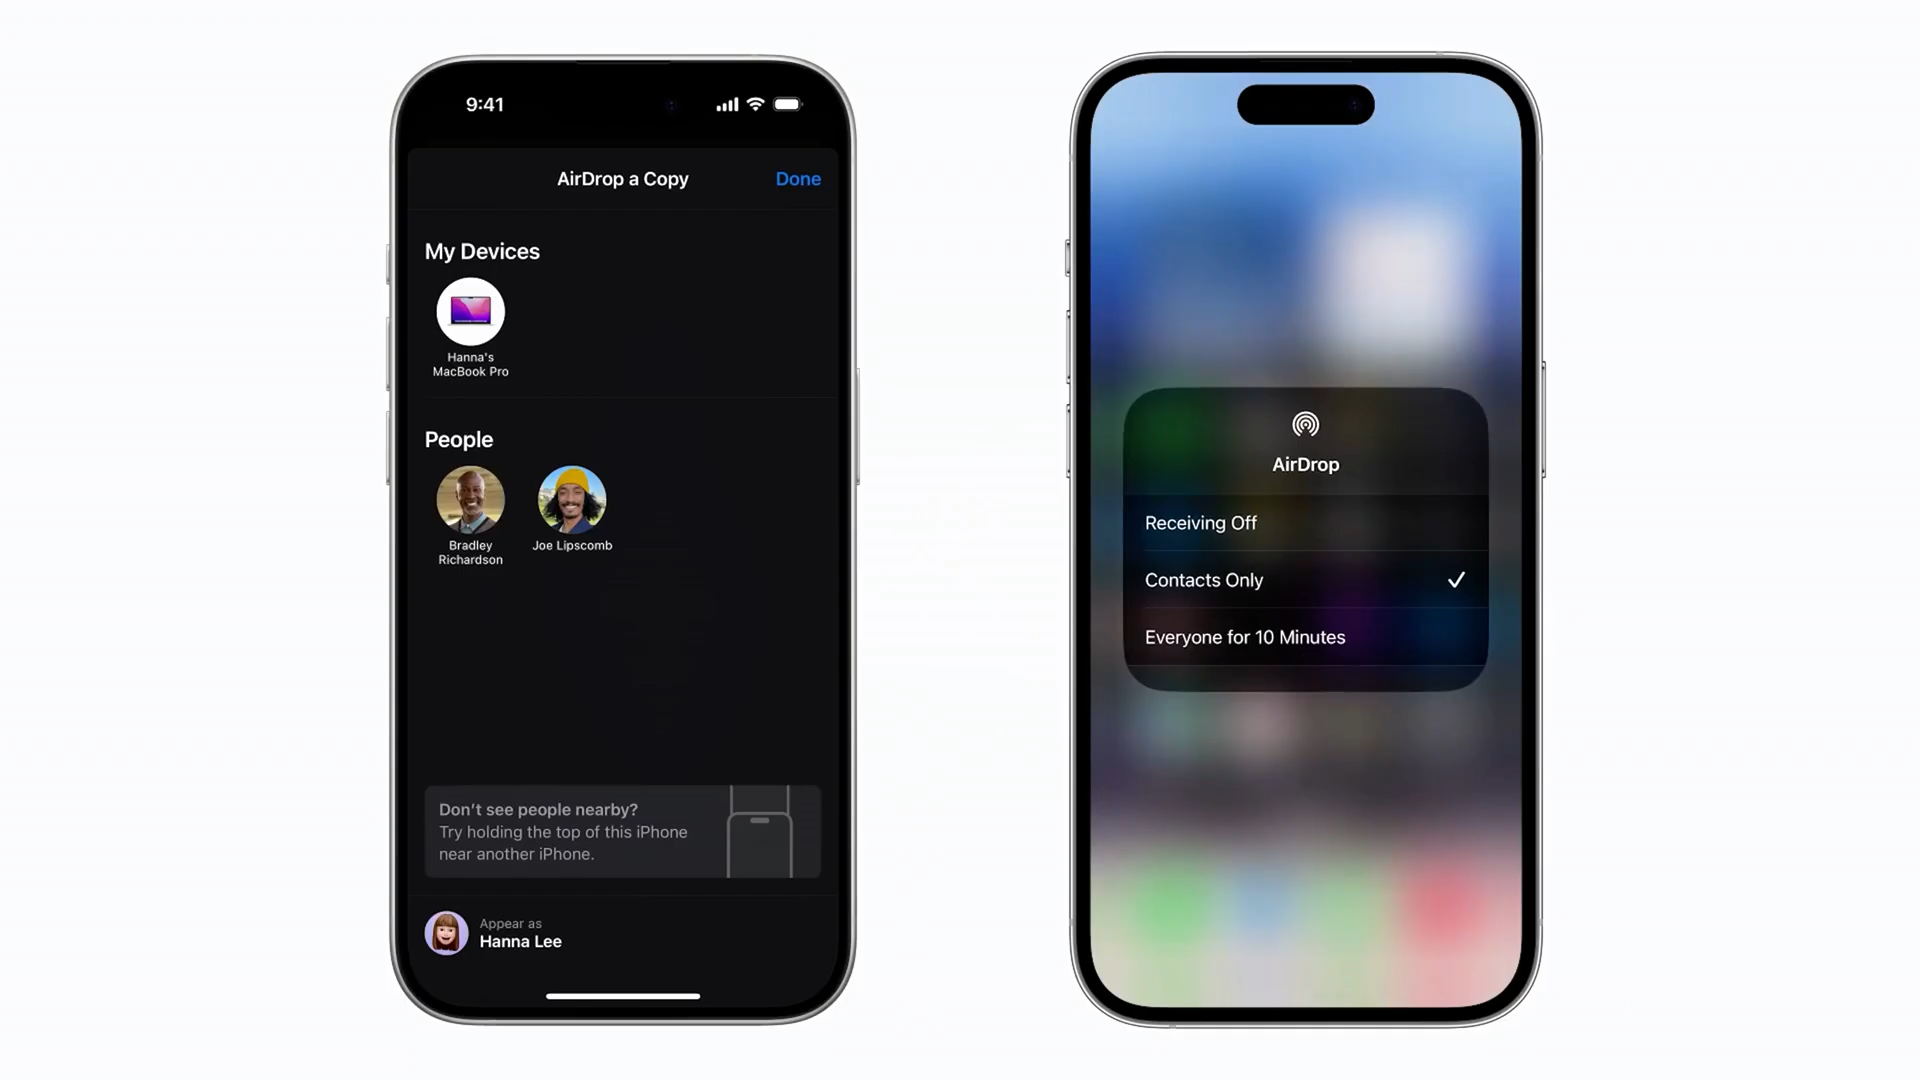 9:41
AirDrop a Copy
Done
My Devices
Hanna's
MacBook Pro
People
Bradley
Richardson
Joe Lipscomb
Don’t see people nearby?
Try holding the top of this iPhone
near another iPhone.
Appear as
Hanna Lee
AirDrop
Receiving Off
Contacts Only
Everyone for 10 Minutes